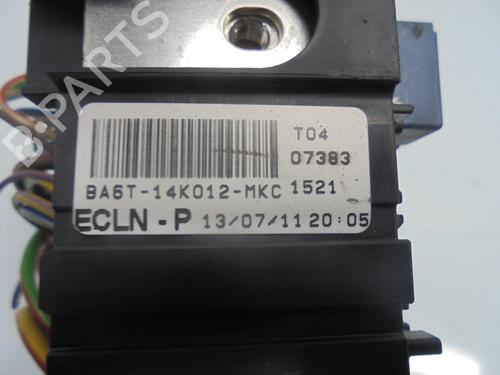 B-PARTS
T04
07383
BA6T-14K012-MKC 1521
ECLN-P 13/07/11 20:05